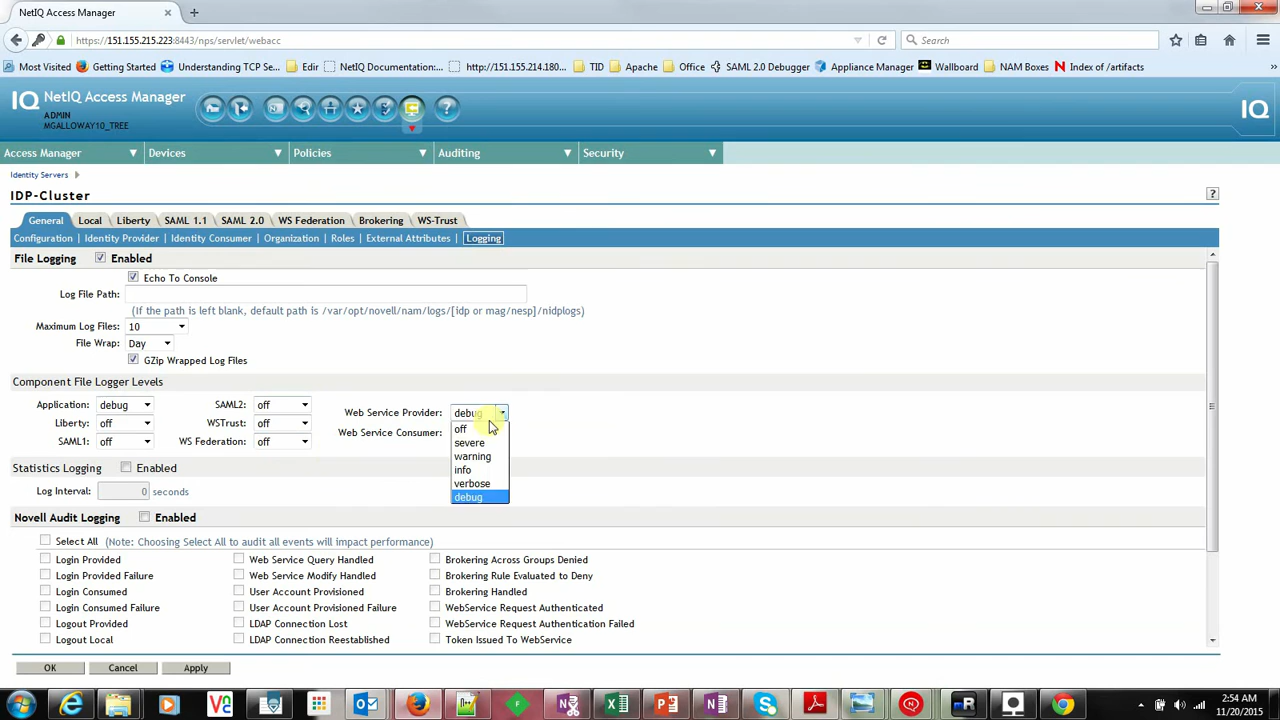 NetIQ Access Manager × +
https://151.155.215.223:8443/nps/servlet/webacc Search
Most Visited Getting Started Understanding TCP Se... Edir NetIQ Documentation:... http://151.155.214.180... TID Apache Office SAML 2.0 Debugger Appliance Manager Wallboard NAM Boxes Index of /artifacts
IQ NetIQ Access Manager IQ
ADMIN
MGALLOWAY10_TREE
Access Manager Devices Policies Auditing Security
Identity Servers
IDP-Cluster ?
General Local Liberty SAML 1.1 SAML 2.0 WS Federation Brokering WS-Trust
Configuration Identity Provider Identity Consumer Organization Roles External Attributes Logging
File Logging Enabled
Echo To Console
Log File Path:
(If the path is left blank, default path is /var/opt/novell/nam/logs/[idp or mag/nesp]/nidplogs)
Maximum Log Files: 10
File Wrap: Day
GZip Wrapped Log Files
Component File Logger Levels
Application: debug SAML2: off Web Service Provider: debug
Liberty: off WSTrust: off Web Service Consumer:
SAML1: off WS Federation: off
off
severe
warning
info
verbose
debug
Statistics Logging Enabled
Log Interval: 0 seconds
Novell Audit Logging Enabled
Select All (Note: Choosing Select All to audit all events will impact performance)
Login Provided Web Service Query Handled Brokering Across Groups Denied
Login Provided Failure Web Service Modify Handled Brokering Rule Evaluated to Deny
Login Consumed User Account Provisioned Brokering Handled
Login Consumed Failure User Account Provisioned Failure WebService Request Authenticated
Logout Provided LDAP Connection Lost WebService Request Authentication Failed
Logout Local LDAP Connection Reestablished Token Issued To WebService
OK Cancel Apply
2:54 AM
11/20/2015